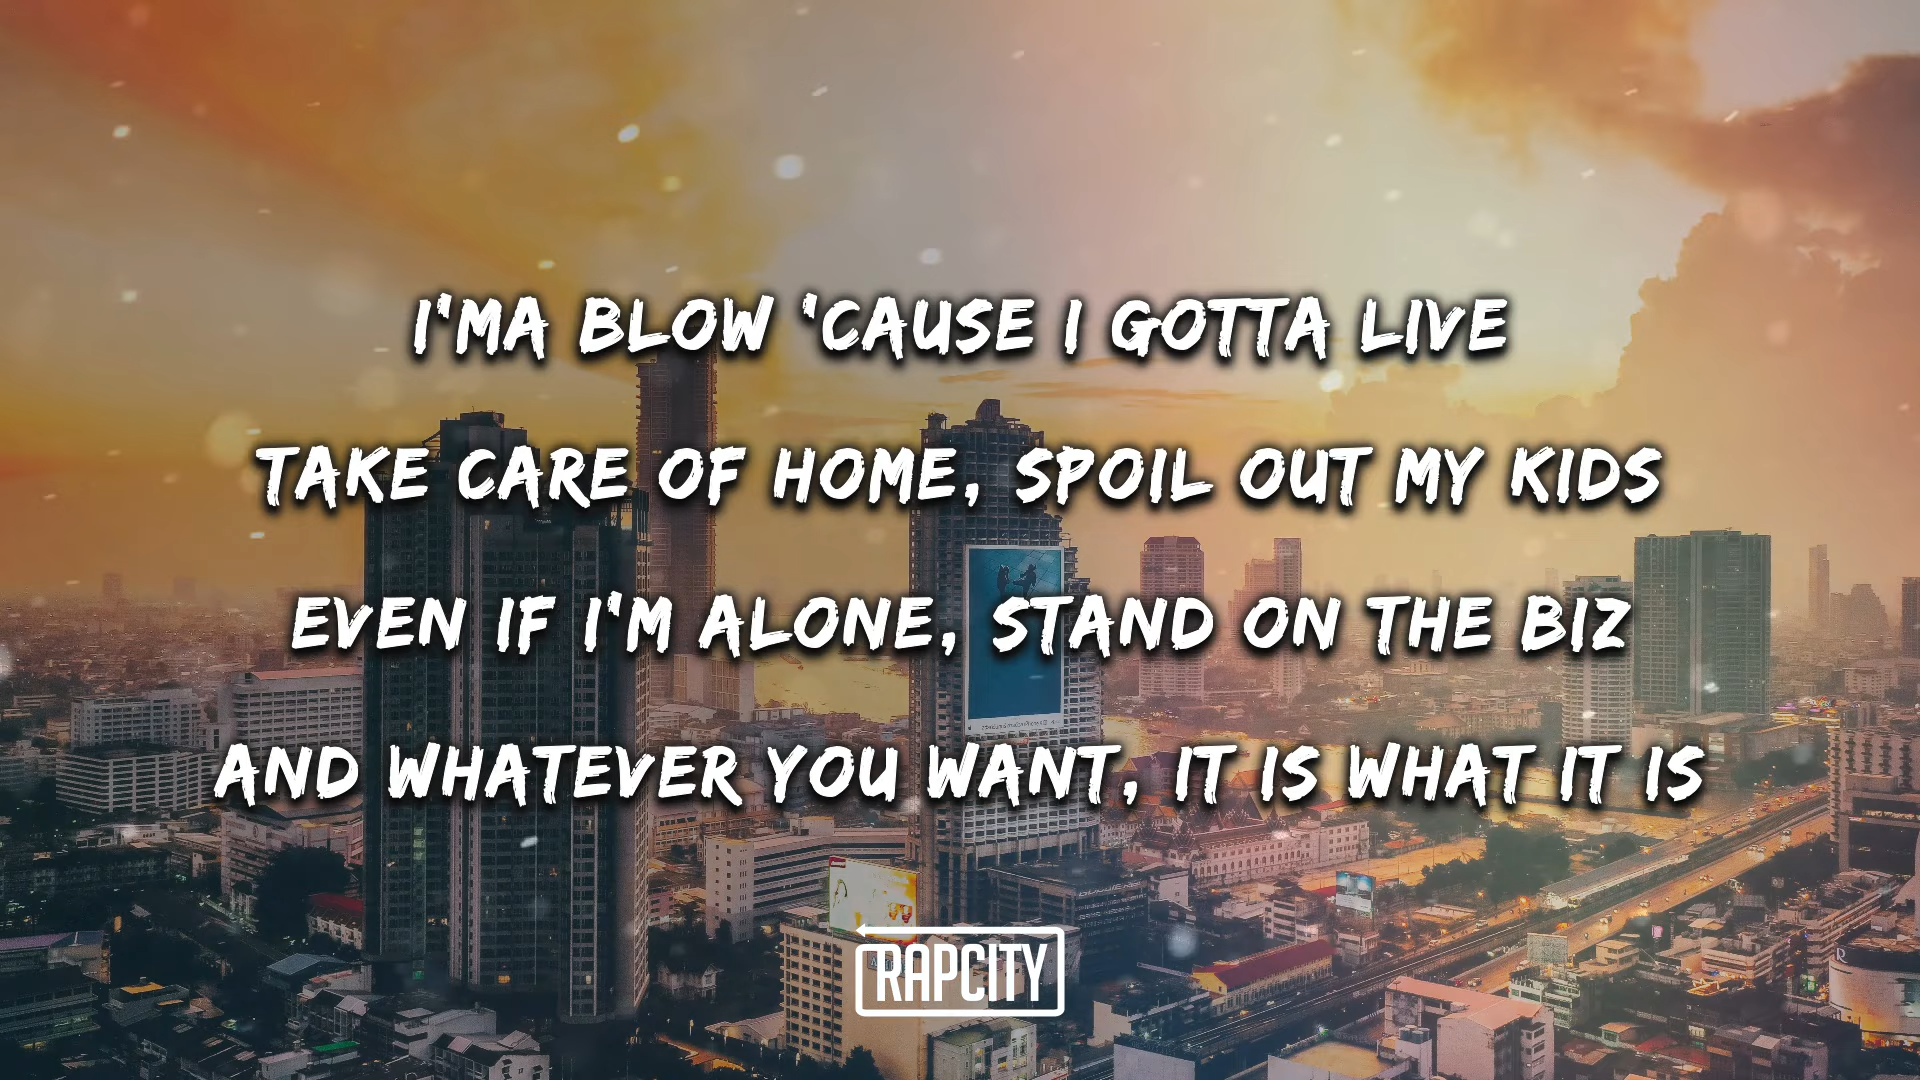 I'MA BLOW 'CAUSE I GOTTA LIVE
TAKE CARE OF HOME, SPOIL OUT MY KIDS
EVEN IF I'M ALONE, STAND ON THE BIZ
AND WHATEVER YOU WANT, IT IS WHAT IT IS
RAPCITY